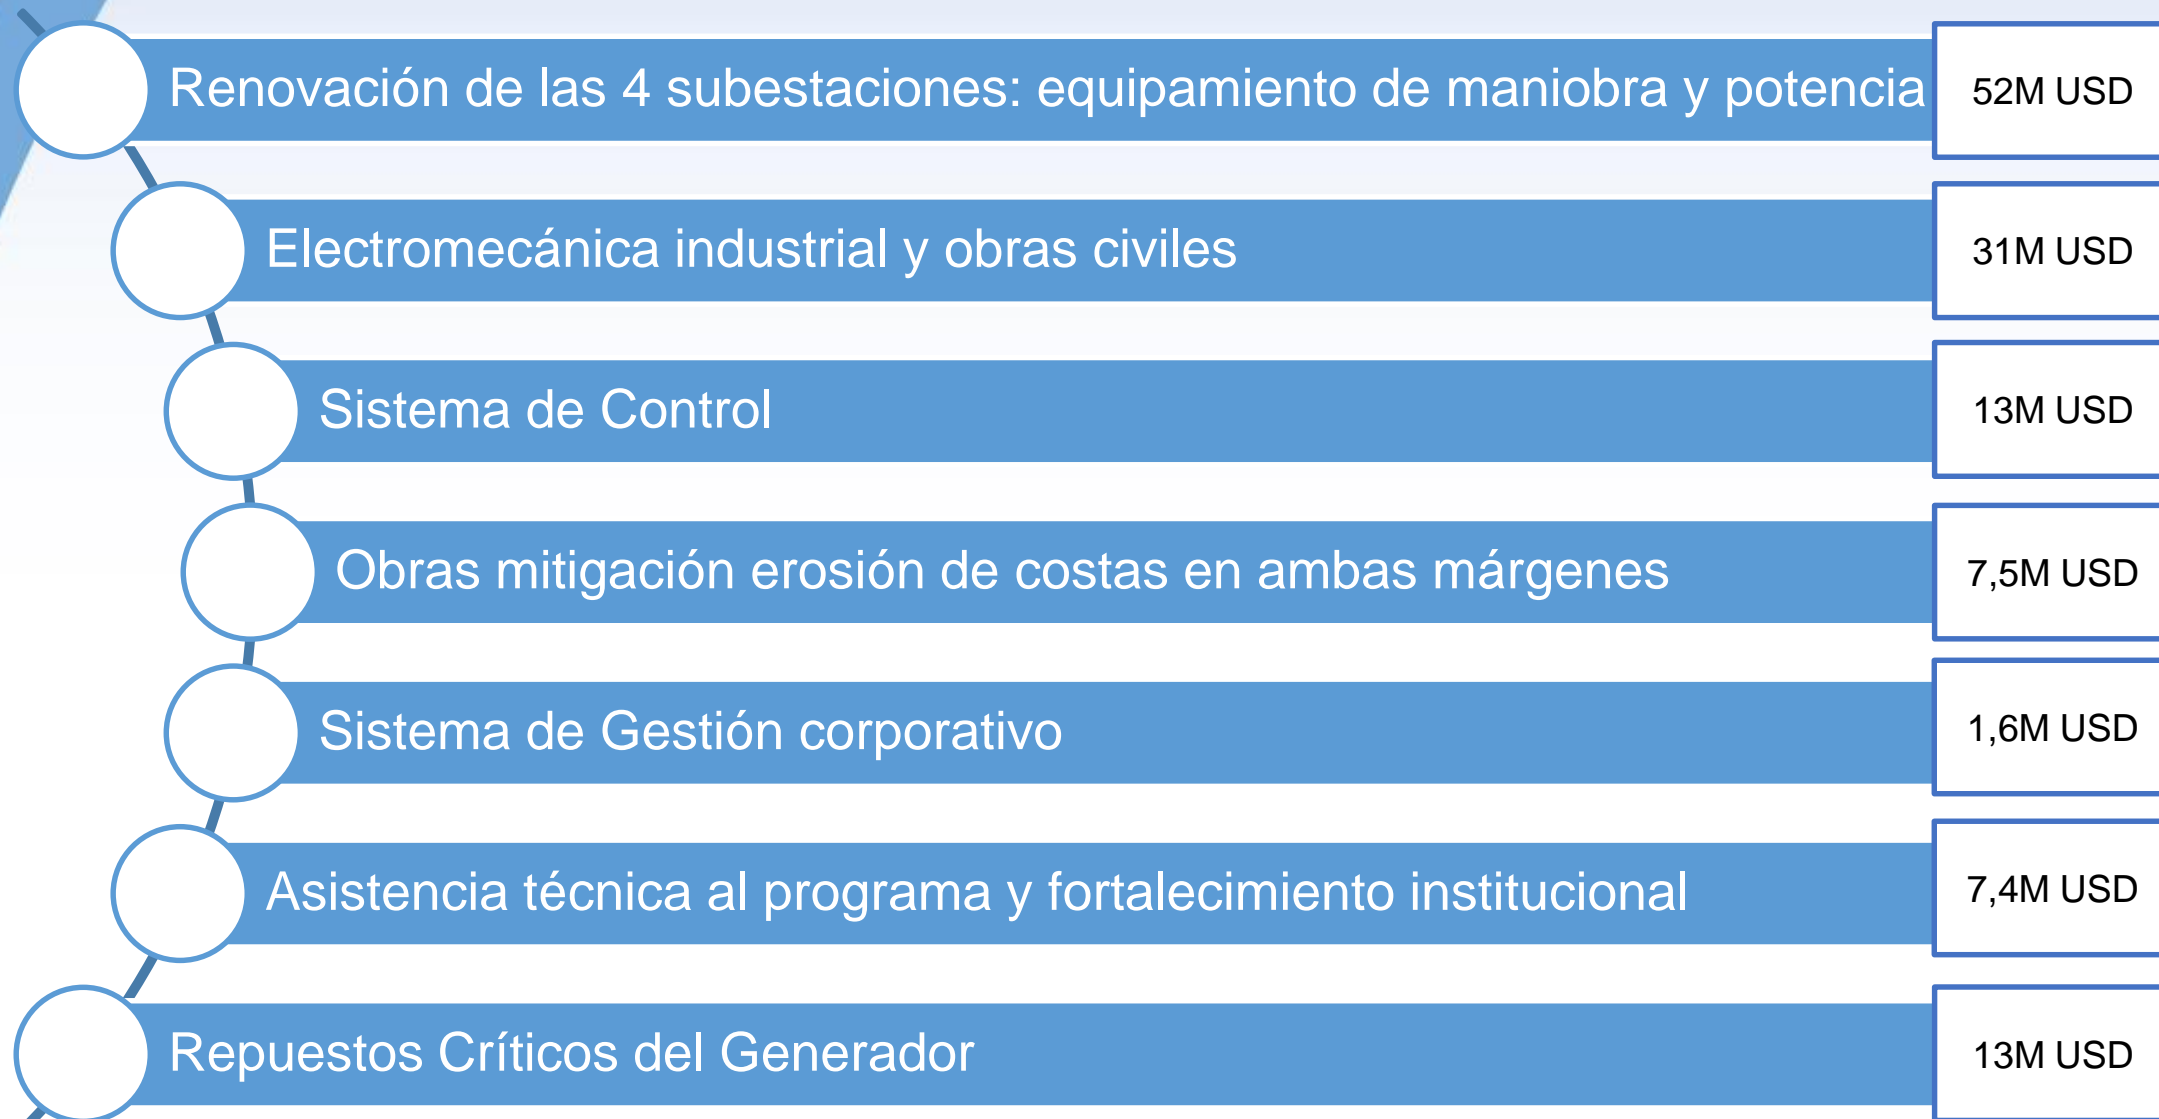 Renovación de las 4 subestaciones: equipamiento de maniobra y potencia
52M USD
Electromecánica industrial y obras civiles
31M USD
Sistema de Control
13M USD
Obras mitigación erosión de costas en ambas márgenes
7,5M USD
Sistema de Gestión corporativo
1,6M USD
Asistencia técnica al programa y fortalecimiento institucional
7,4M USD
Repuestos Críticos del Generador
13M USD